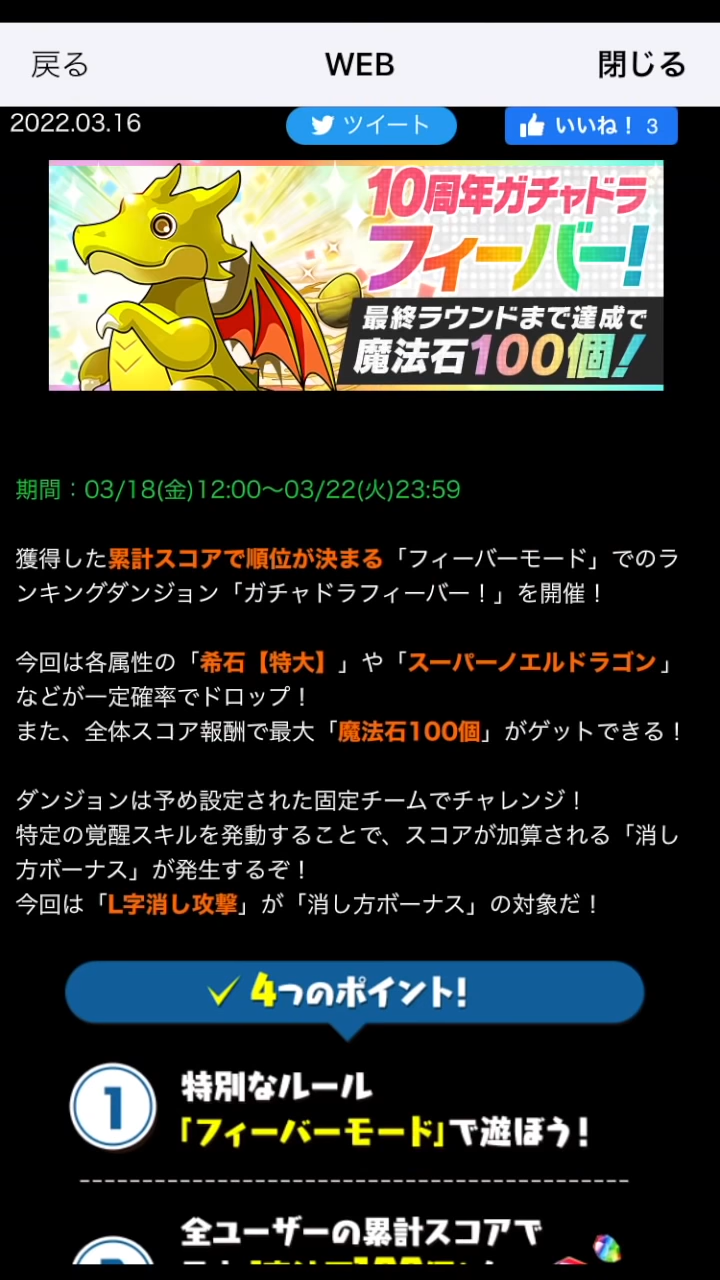 戻る WEB 閉じる
2022.03.16 ツイート いいね！ 3
10周年ガチャドラ
フィーバー!
最終ラウンドまで達成で
魔法石100個!
期間：03/18(金)12:00〜03/22(火)23:59
獲得した累計スコアで順位が決まる「フィーバーモード」でのラ
ンキングダンジョン「ガチャドラフィーバー！」を開催！
今回は各属性の「希石【特大】」や「スーパーノエルドラゴン」
などが一定確率でドロップ！
また、全体スコア報酬で最大「魔法石100個」がゲットできる！
ダンジョンは予め設定された固定チームでチャレンジ！
特定の覚醒スキルを発動することで、スコアが加算される「消し
方ボーナス」が発生するぞ！
今回は「L字消し攻撃」が「消し方ボーナス」の対象だ！
4つのポイント!
1 特別なルール
「フィーバーモード」で遊ぼう!
全ユーザーの累計スコアで